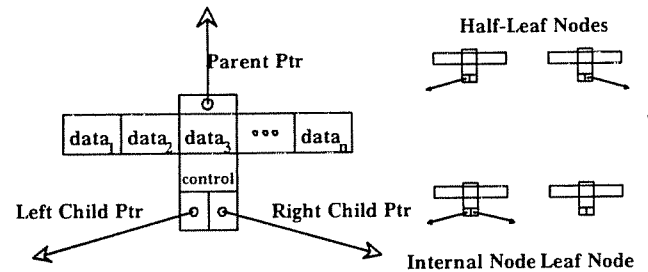 Half-Leaf Nodes
Parent Ptr
data1 data2 data3 °°° datan
control
Left Child Ptr
Right Child Ptr
Internal Node
Leaf Node